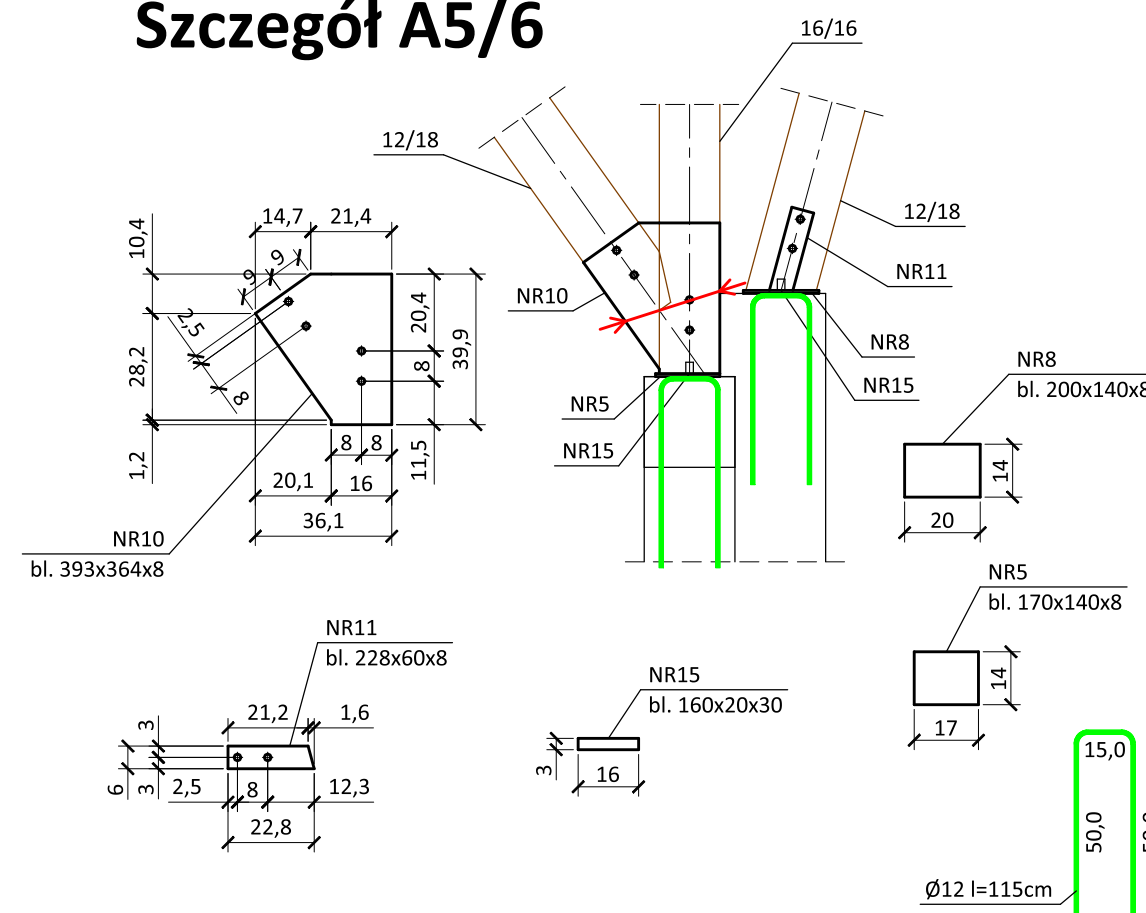 Szczegół A5/6
16/16
12/18
12/18
NR11
NR10
NR8
NR15
NR5
NR15
14,7
21,4
10,4
9
9
2,5
8
28,2
1,2
20,4
8
39,9
11,5
8
8
20,1
16
36,1
NR10
bl. 393x364x8
NR8
bl. 200x140x8
14
20
NR5
bl. 170x140x8
14
17
NR11
bl. 228x60x8
21,2
1,6
3
3
6
2,5
8
12,3
22,8
NR15
bl. 160x20x30
3
16
15,0
50,0
Ø12 l=115cm